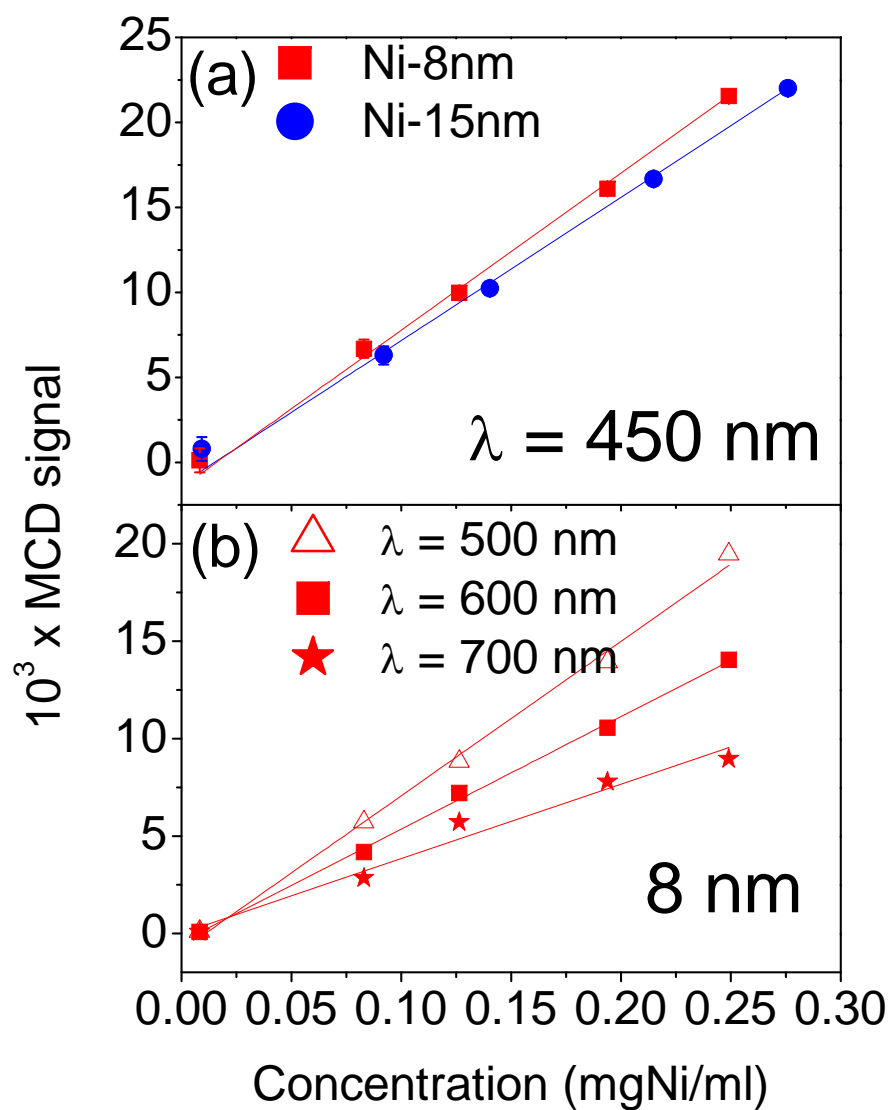 (a)
Ni-8nm
Ni-15nm
25
20
15
10
5
0
λ = 450 nm
10³ x MCD signal
(b)
λ = 500 nm
λ = 600 nm
λ = 700 nm
20
15
10
5
0
8 nm
0.00 0.05 0.10 0.15 0.20 0.25 0.30
Concentration (mgNi/ml)